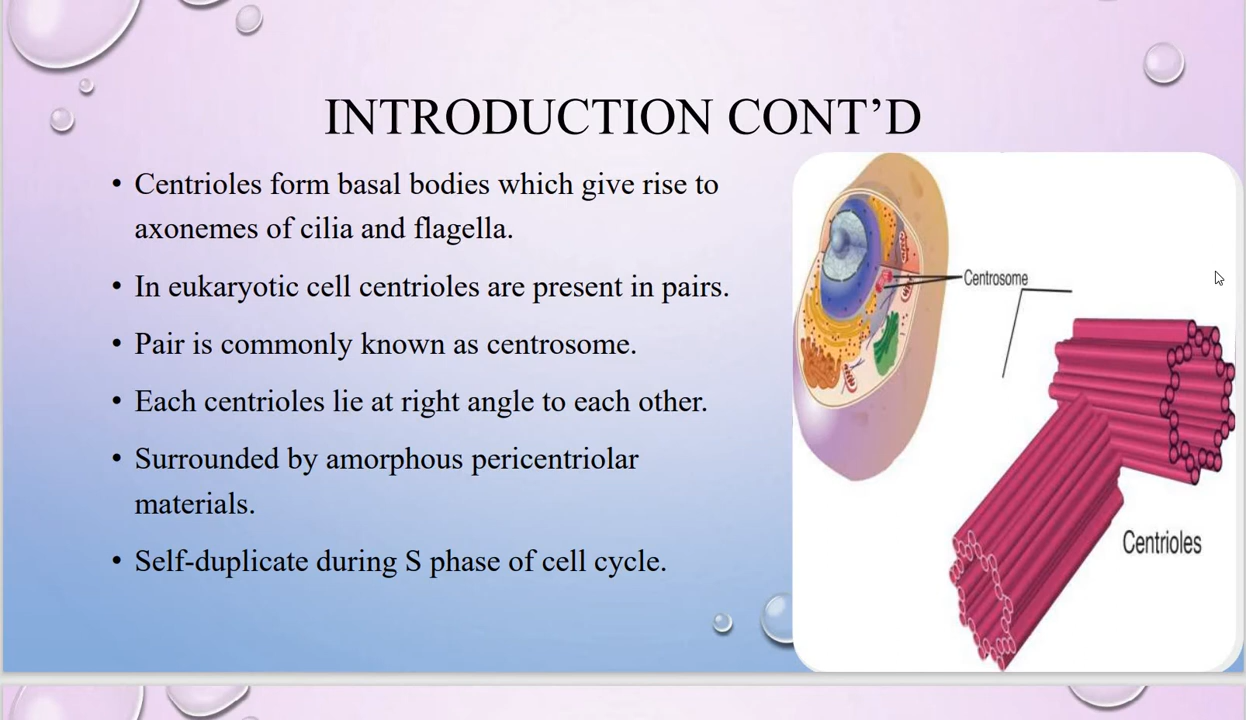 INTRODUCTION CONT’D
• Centrioles form basal bodies which give rise to
axonemes of cilia and flagella.
• In eukaryotic cell centrioles are present in pairs.
• Pair is commonly known as centrosome.
• Each centrioles lie at right angle to each other.
• Surrounded by amorphous pericentriolar
materials.
• Self-duplicate during S phase of cell cycle.
Centrosome
Centrioles